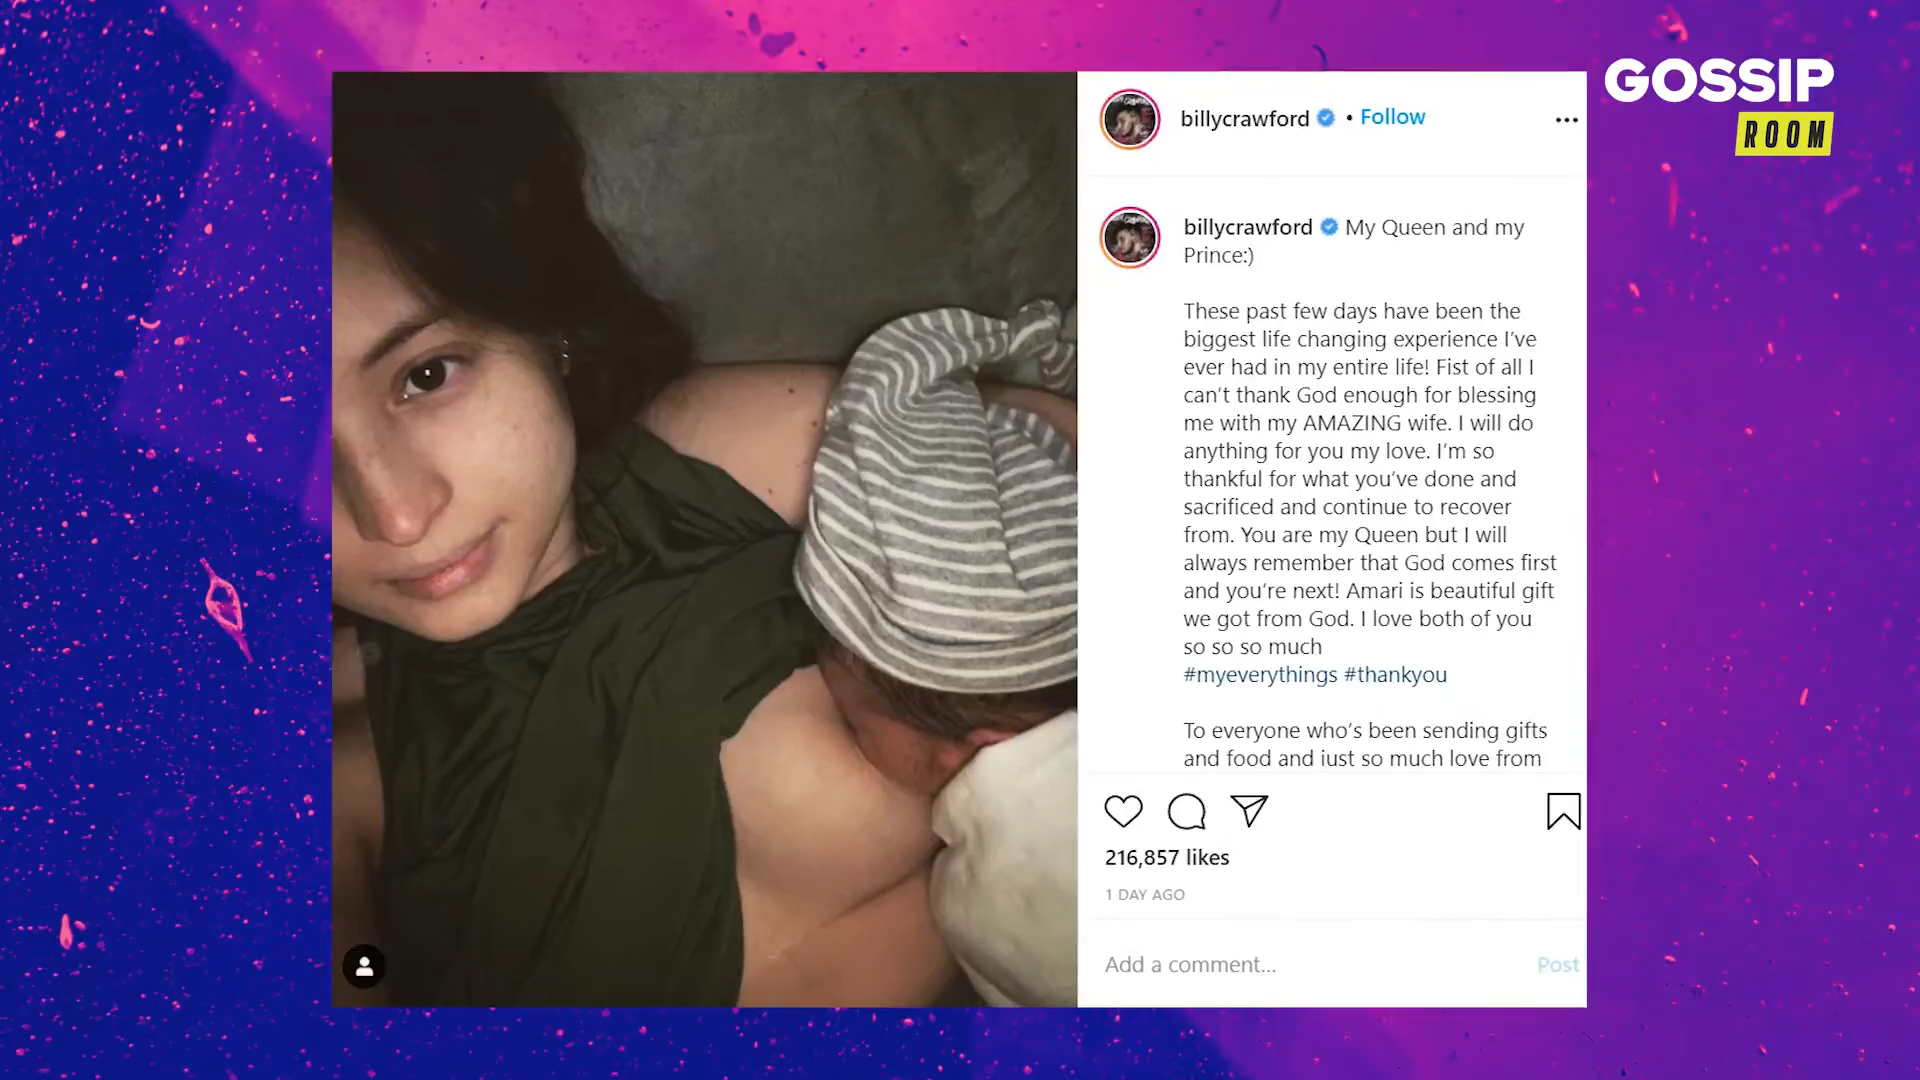 GOSSIP
ROOM
billycrawford • Follow
billycrawford My Queen and my
Prince:)
These past few days have been the
biggest life changing experience I've
ever had in my entire life! Fist of all I
can't thank God enough for blessing
me with my AMAZING wife. I will do
anything for you my love. I'm so
thankful for what you've done and
sacrificed and continue to recover
from. You are my Queen but I will
always remember that God comes first
and you're next! Amari is beautiful gift
we got from God. I love both of you
so so so much
#myeverythings #thankyou
To everyone who's been sending gifts
and food and just so much love from
216,857 likes
1 DAY AGO
Add a comment...
Post